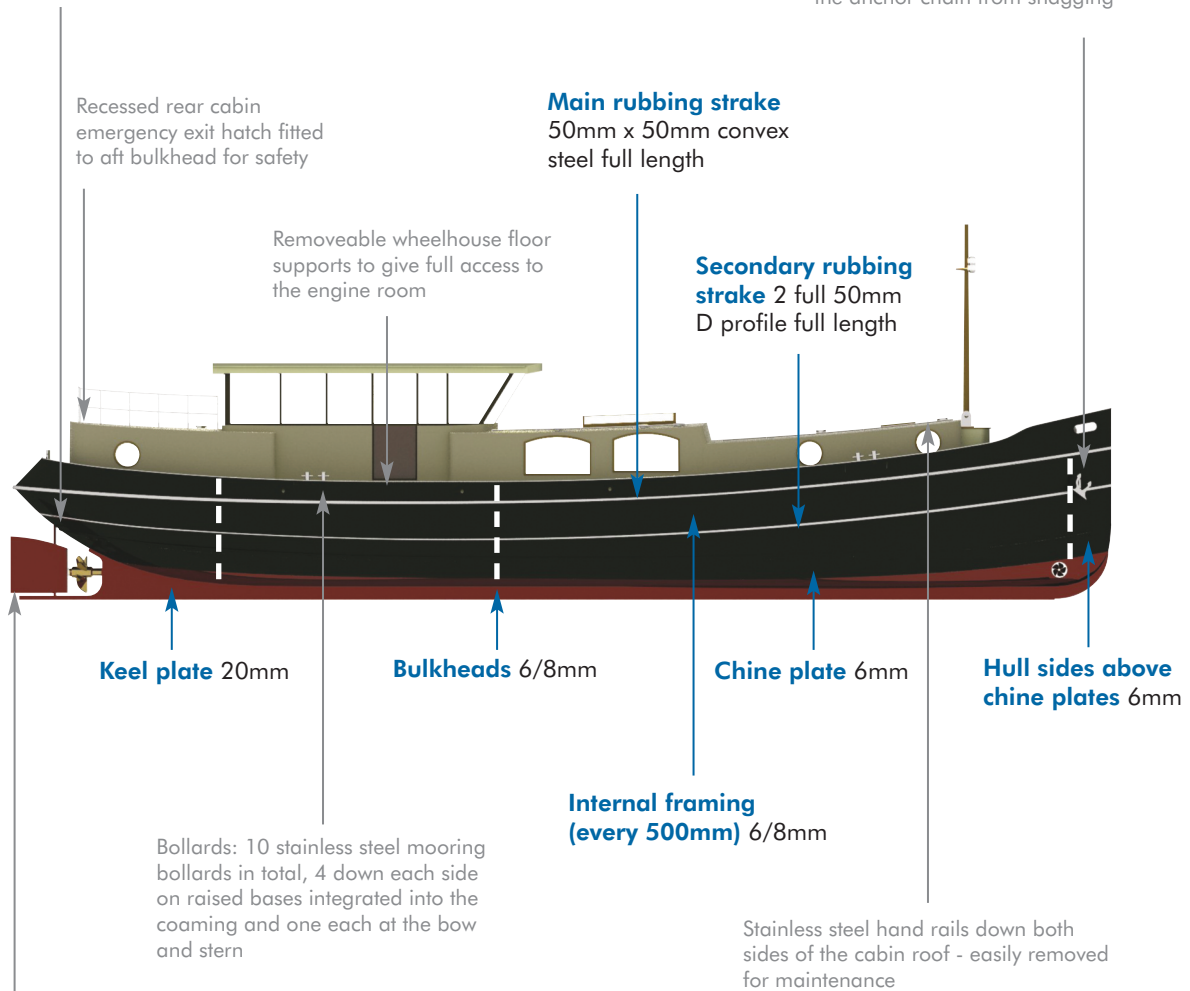 the anchor chain from snagging
Recessed rear cabin
emergency exit hatch fitted
to aft bulkhead for safety
Main rubbing strake
50mm x 50mm convex
steel full length
Removeable wheelhouse floor
supports to give full access to
the engine room
Secondary rubbing
strake 2 full 50mm
D profile full length
Keel plate 20mm
Bulkheads 6/8mm
Chine plate 6mm
Hull sides above
chine plates 6mm
Internal framing
(every 500mm) 6/8mm
Bollards: 10 stainless steel mooring
bollards in total, 4 down each side
on raised bases integrated into the
coaming and one each at the bow
and stern
Stainless steel hand rails down both
sides of the cabin roof - easily removed
for maintenance